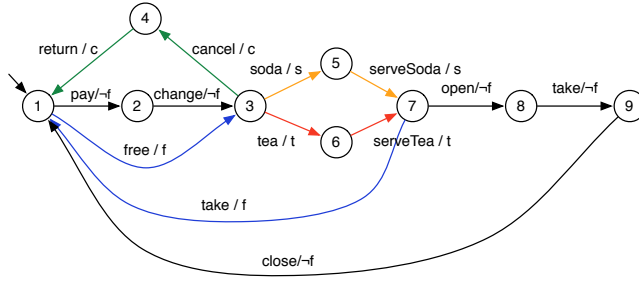 4
return / c
cancel / c
soda / s
5
serveSoda / s
1
pay/¬f
2
change/¬f
3
7
open/¬f
8
take/¬f
9
free / f
tea / t
6
serveTea / t
take / f
close/¬f